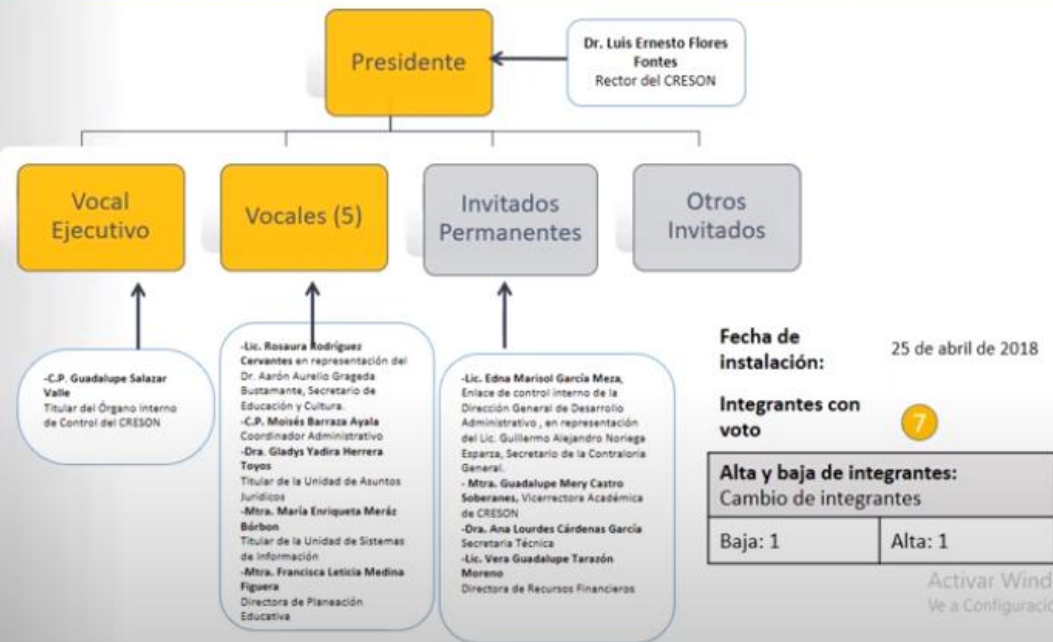 Presidente
Dr. Luis Ernesto Flores
Fontes
Rector del CRESON
Vocal
Ejecutivo
Vocales (5)
Invitados
Permanentes
Otros
Invitados
-C.P. Guadalupe Salazar
Valle
Titular del Órgano Interno
de Control del CRESON
-Lic. Rosaura Rodríguez
Cervantes en representación del
Dr. Aarón Aurelio Grageda
Bustamante, Secretario de
Educación y Cultura.
-C.P. Moisés Barraza Ayala
Coordinador Administrativo
-Dra. Gladys Yadira Herrera
Toyos
Titular de la Unidad de Asuntos
Jurídicos
-Mtra. María Enriqueta Meráz
Bórbon
Titular de la Unidad de Sistemas
de Información
-Mtra. Francisca Leticia Medina
Figuera
Directora de Planeación
Educativa
-Lic. Edna Marisol García Meza,
Enlace de control interno de la
Dirección General de Desarrollo
Administrativo , en representación
del Lic. Guillermo Alejandro Noriega
Esparza, Secretario de la Contraloría
General.
- Mtra. Guadalupe Mery Castro
Soberanes, Vicerrectora Académica
de CRESON
-Dra. Ana Lourdes Cárdenas García
Secretaria Técnica
-Lic. Vera Guadalupe Tarazón
Moreno
Directora de Recursos Financieros
Fecha de
instalación:
25 de abril de 2018
Integrantes con
voto
7
Alta y baja de integrantes:
Cambio de integrantes
Baja: 1
Alta: 1
Activar Wind
Ve a Configuració